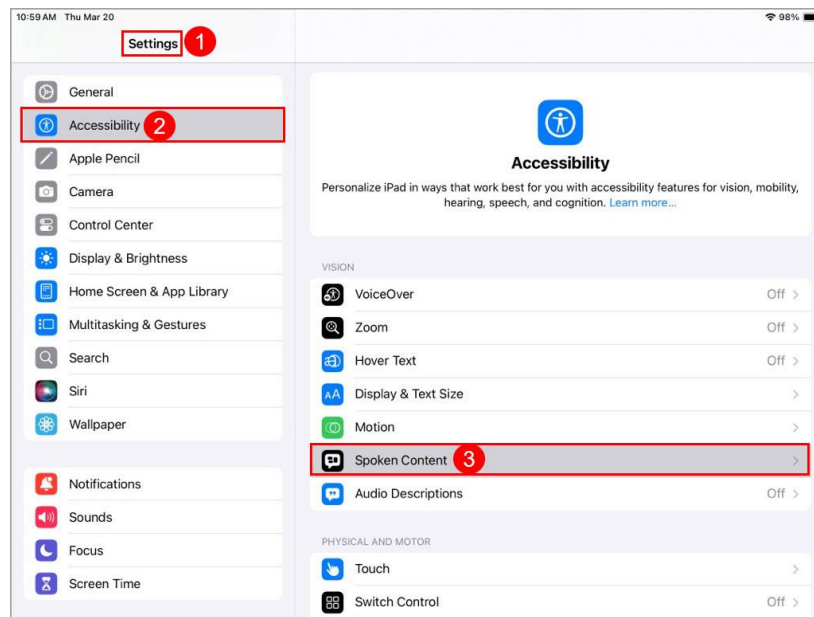 10:59 AM Thu Mar 20
98%
Settings 1
General
Accessibility 2
Apple Pencil
Camera
Control Center
Display & Brightness
Home Screen & App Library
Multitasking & Gestures
Search
Siri
Wallpaper
Notifications
Sounds
Focus
Screen Time
Accessibility
Personalize iPad in ways that work best for you with accessibility features for vision, mobility,
hearing, speech, and cognition. Learn more...
VISION
VoiceOver Off
Zoom Off
Hover Text Off
AA Display & Text Size
Motion
Spoken Content 3
Audio Descriptions Off
PHYSICAL AND MOTOR
Touch
Switch Control Off